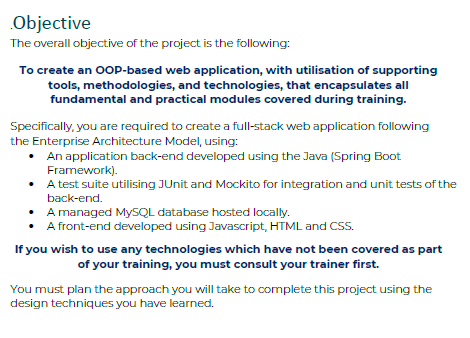 .Objective
The overall objective of the project is the following:
To create an OOP-based web application, with utilisation of supporting
tools, methodologies, and technologies, that encapsulates all
fundamental and practical modules covered during training.
Specifically, you are required to create a full-stack web application following
the Enterprise Architecture Model, using:
• An application back-end developed using the Java (Spring Boot
Framework).
• A test suite utilising JUnit and Mockito for integration and unit tests of the
back-end.
• A managed MySQL database hosted locally.
• A front-end developed using Javascript, HTML and CSS.
If you wish to use any technologies which have not been covered as part
of your training, you must consult your trainer first.
You must plan the approach you will take to complete this project using the
design techniques you have learned.